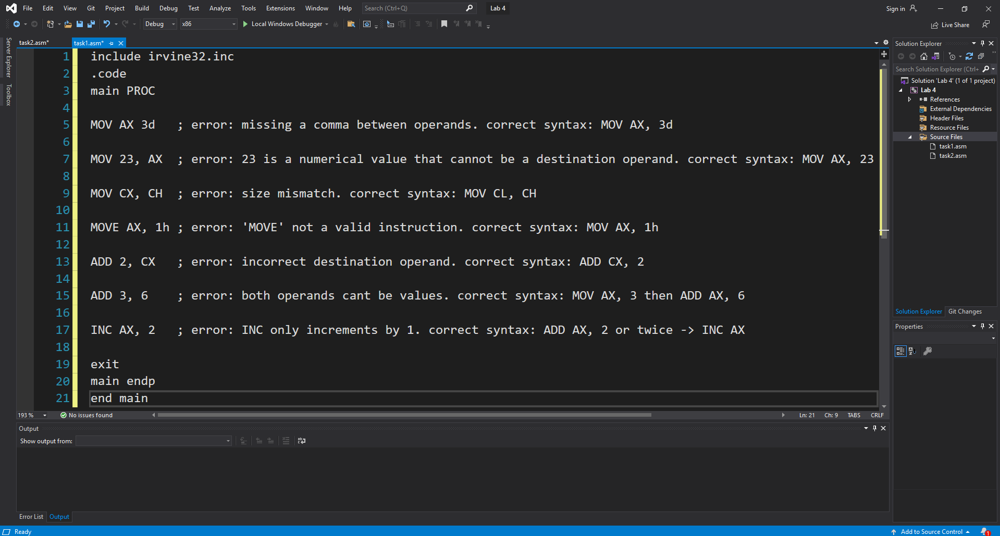 File Edit View Git Project Build Debug Test Analyze Tools Extensions Window Help Search (Ctrl+Q) Lab 4 Sign in
Debug x86 Local Windows Debugger Live Share
Server Explorer
Toolbox
task2.asm* task1.asm*
1 include irvine32.inc
2 .code
3 main PROC
4
5 MOV AX 3d ; error: missing a comma between operands. correct syntax: MOV AX, 3d
6
7 MOV 23, AX ; error: 23 is a numerical value that cannot be a destination operand. correct syntax: MOV AX, 23
8
9 MOV CX, CH ; error: size mismatch. correct syntax: MOV CL, CH
10
11 MOVE AX, 1h ; error: 'MOVE' not a valid instruction. correct syntax: MOV AX, 1h
12
13 ADD 2, CX ; error: incorrect destination operand. correct syntax: ADD CX, 2
14
15 ADD 3, 6 ; error: both operands cant be values. correct syntax: MOV AX, 3 then ADD AX, 6
16
17 INC AX, 2 ; error: INC only increments by 1. correct syntax: ADD AX, 2 or twice -> INC AX
18
19 exit
20 main endp
21 end main
193 % No issues found Ln: 21 Ch: 9 TABS CRLF
Output
Show output from:
Error List Output
Solution Explorer
Search Solution Explorer (Ctrl+
Solution 'Lab 4' (1 of 1 project)
Lab 4
References
External Dependencies
Header Files
Resource Files
Source Files
task1.asm
task2.asm
Solution Explorer Git Changes
Properties
Ready Add to Source Control 1